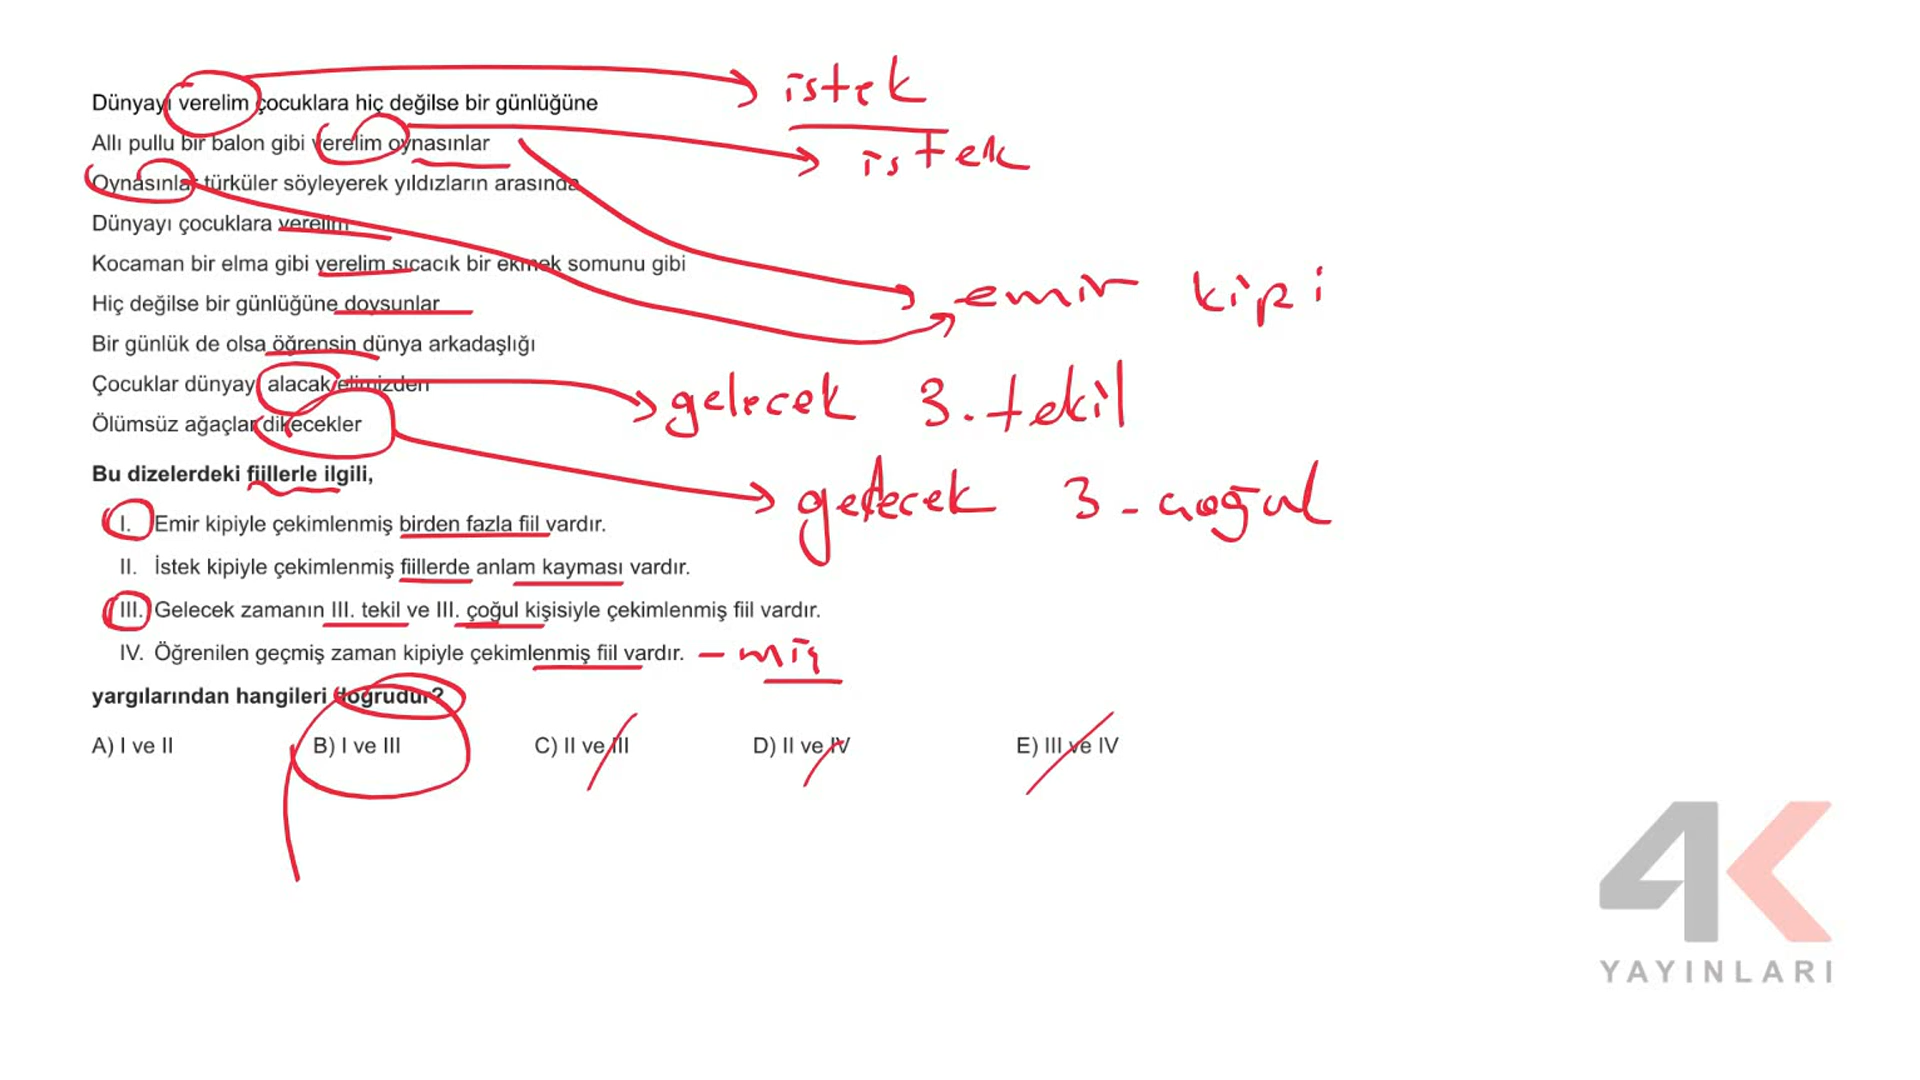 Dünyayı verelim çocuklara hiç değilse bir günlüğüne
istek
Allı pullu bir balon gibi verelim oynasınlar
istek
Oynasınlar türküler söyleyerek yıldızların arasında
Dünyayı çocuklara verelim
Kocaman bir elma gibi verelim sıcacık bir ekmek somunu gibi
emir kipi
Hiç değilse bir günlüğüne doysunlar
Bir günlük de olsa öğrensin dünya arkadaşlığı
Çocuklar dünyayı alacak elimizden
gelecek 3. tekil
Ölümsüz ağaçlar dikecekler
Bu dizelerdeki fiillerle ilgili,
gelecek 3. çoğul
I. Emir kipiyle çekimlenmiş birden fazla fiil vardır.
II. İstek kipiyle çekimlenmiş fiillerde anlam kayması vardır.
III. Gelecek zamanın III. tekil ve III. çoğul kişisiyle çekimlenmiş fiil vardır.
IV. Öğrenilen geçmiş zaman kipiyle çekimlenmiş fiil vardır. - miş
yargılarından hangileri doğrudur?
A) I ve II B) I ve III C) II ve III D) II ve IV E) III ve IV
4K
YAYINLARI